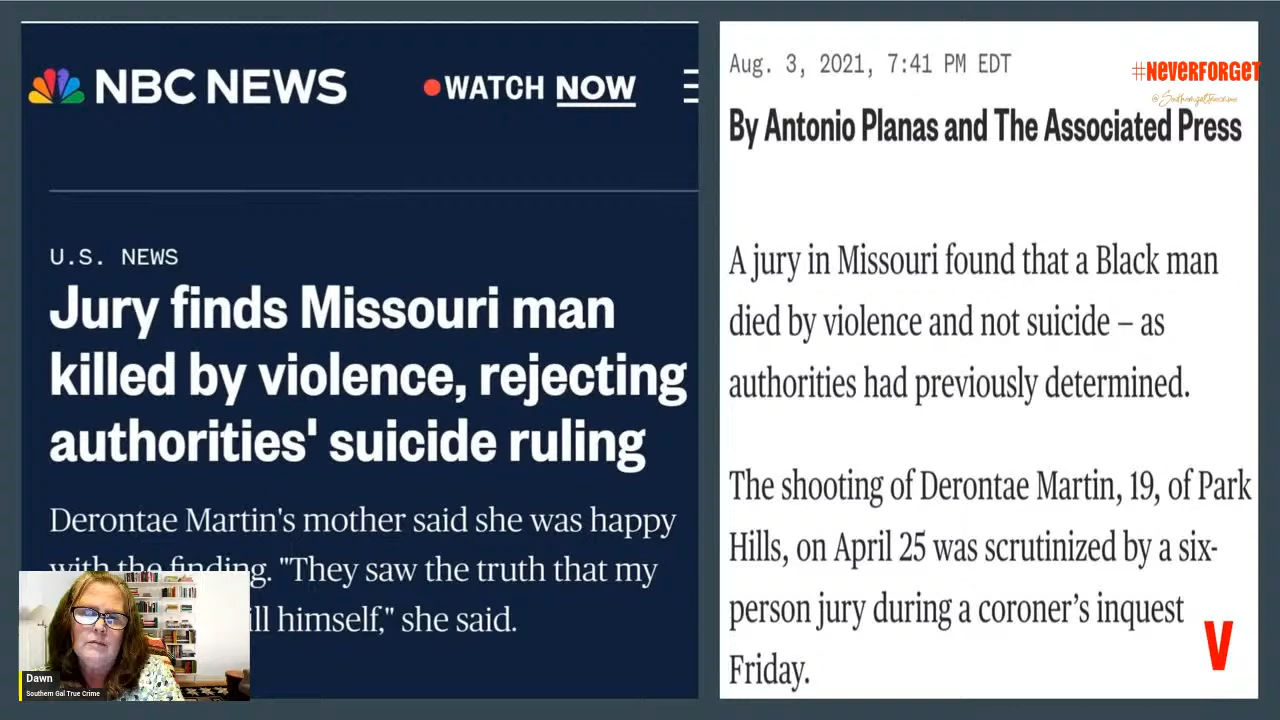 NBC NEWS
WATCH NOW
U.S. NEWS
Jury finds Missouri man
killed by violence, rejecting
authorities' suicide ruling
Derontae Martin's mother said she was happy
with the finding. "They saw the truth that my
ill himself," she said.
Dawn
Southern Gal True Crime
Aug. 3, 2021, 7:41 PM EDT
#NEVERFORGET
@Southerngaltruecrime
By Antonio Planas and The Associated Press
A jury in Missouri found that a Black man
died by violence and not suicide – as
authorities had previously determined.
The shooting of Derontae Martin, 19, of Park
Hills, on April 25 was scrutinized by a six-
person jury during a coroner's inquest
Friday.
V